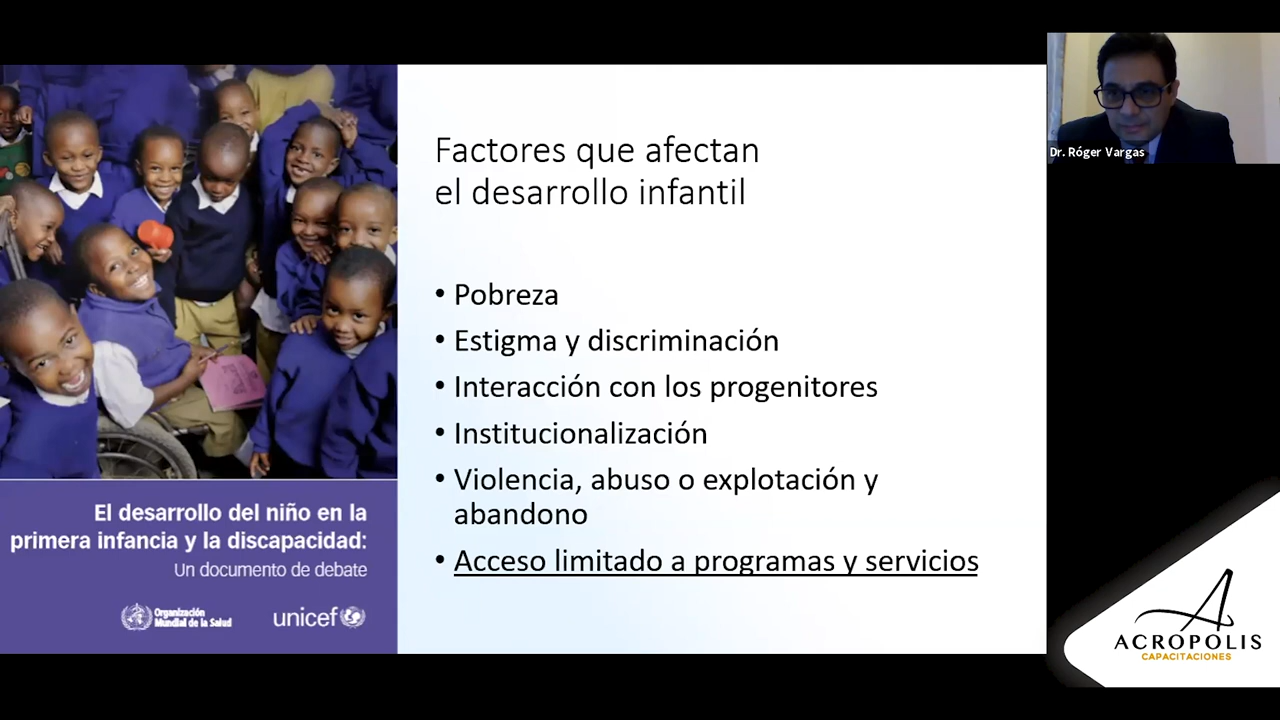 Factores que afectan
el desarrollo infantil
• Pobreza
• Estigma y discriminación
• Interacción con los progenitores
• Institucionalización
• Violencia, abuso o explotación y
abandono
• Acceso limitado a programas y servicios
El desarrollo del niño en la
primera infancia y la discapacidad:
Un documento de debate
Organización
Mundial de la Salud
unicef
Dr. Róger Vargas
ACROPOLIS
CAPACITACIONES